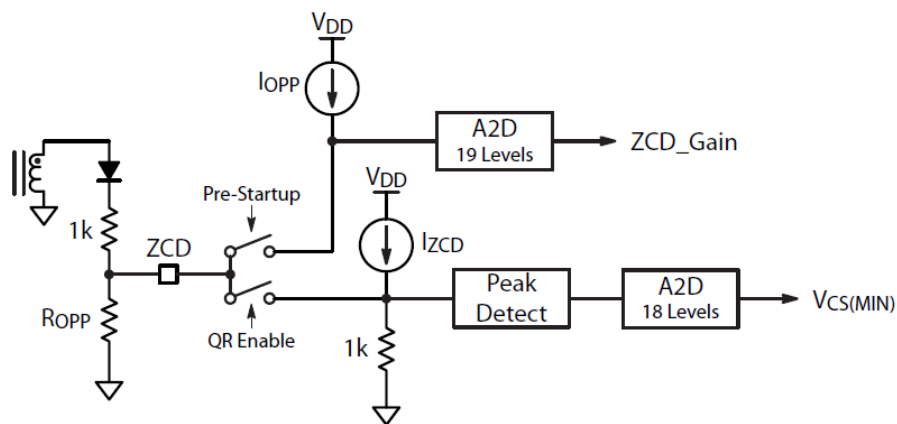 VDD
IOPP
A2D
19 Levels
ZCD_Gain
VDD
Pre-Startup
IZCD
1k
ZCD
Peak
Detect
A2D
18 Levels
VCS(MIN)
ROPP
QR Enable
1k